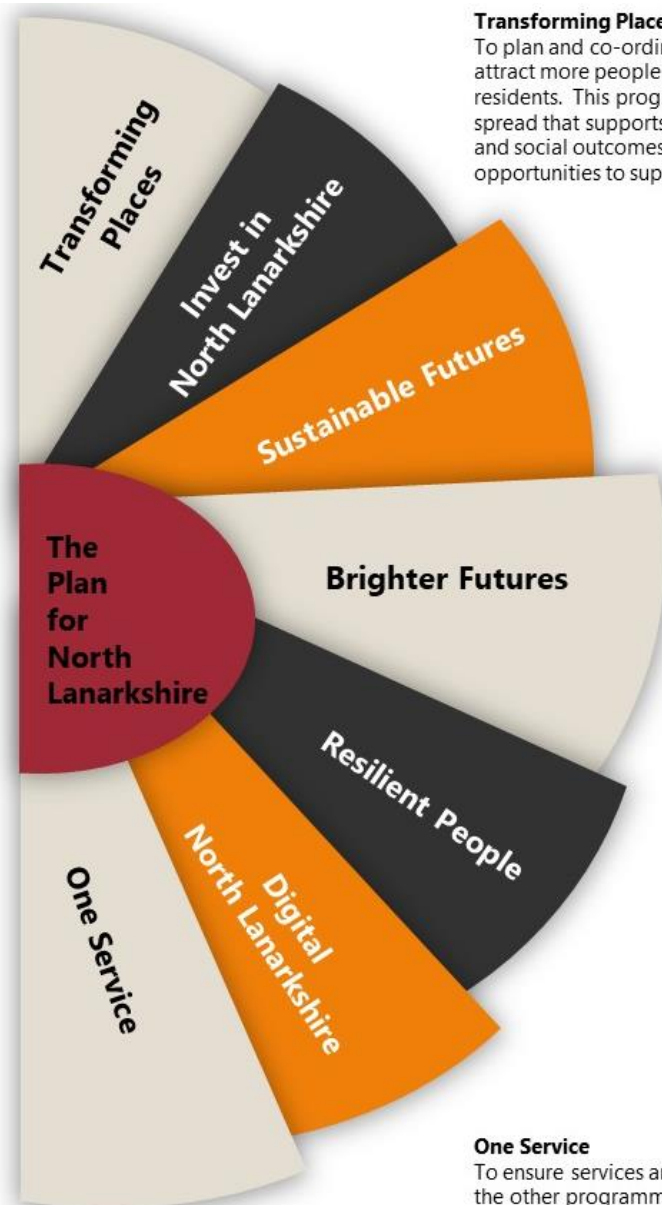 Transforming
To plan and co-ordin
attract more people
residents. This prog
spread that supports
and social outcomes
opportunities to sup
Transforming
Places
Invest in
North Lanarkshire
Sustainable Futures
Brighter Futures
The
Plan
for
North
Lanarkshire
Resilient People
Digital
North Lanarkshire
One Service
One Service
To ensure services ar
the other programm